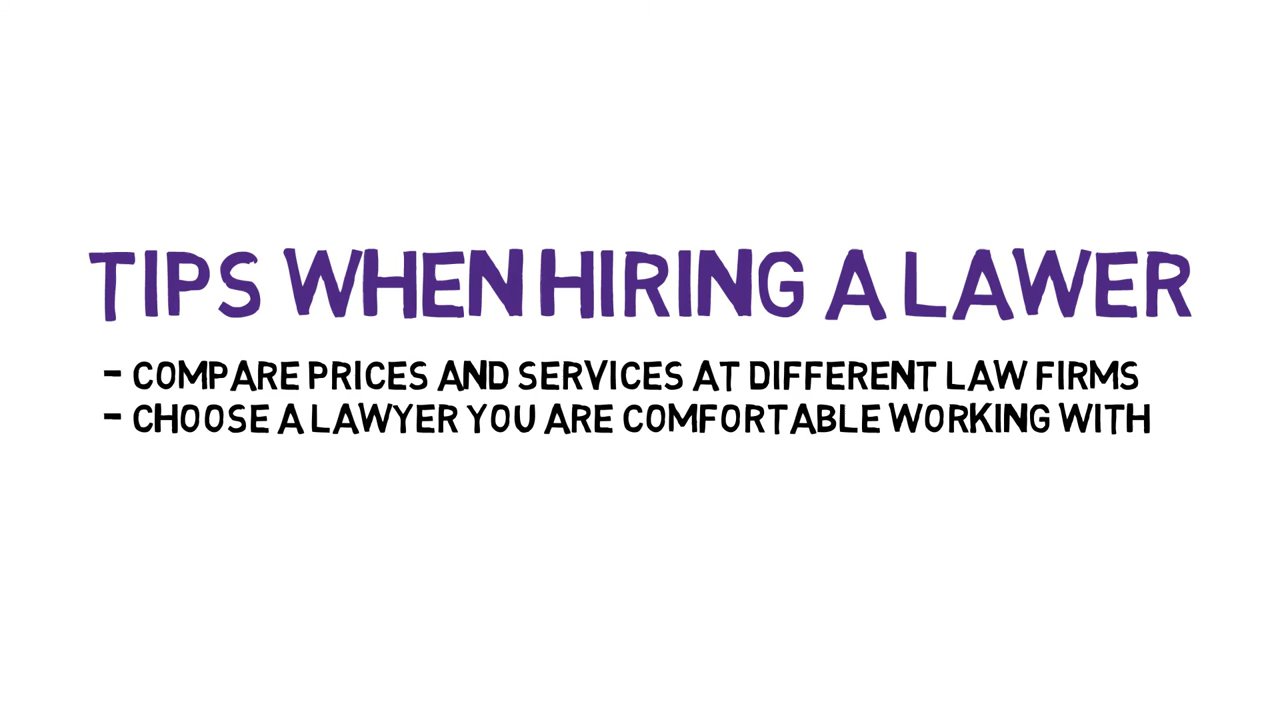 TIPS WHEN HIRING A LAWER
- COMPARE PRICES AND SERVICES AT DIFFERENT LAW FIRMS
- CHOOSE A LAWYER YOU ARE COMFORTABLE WORKING WITH